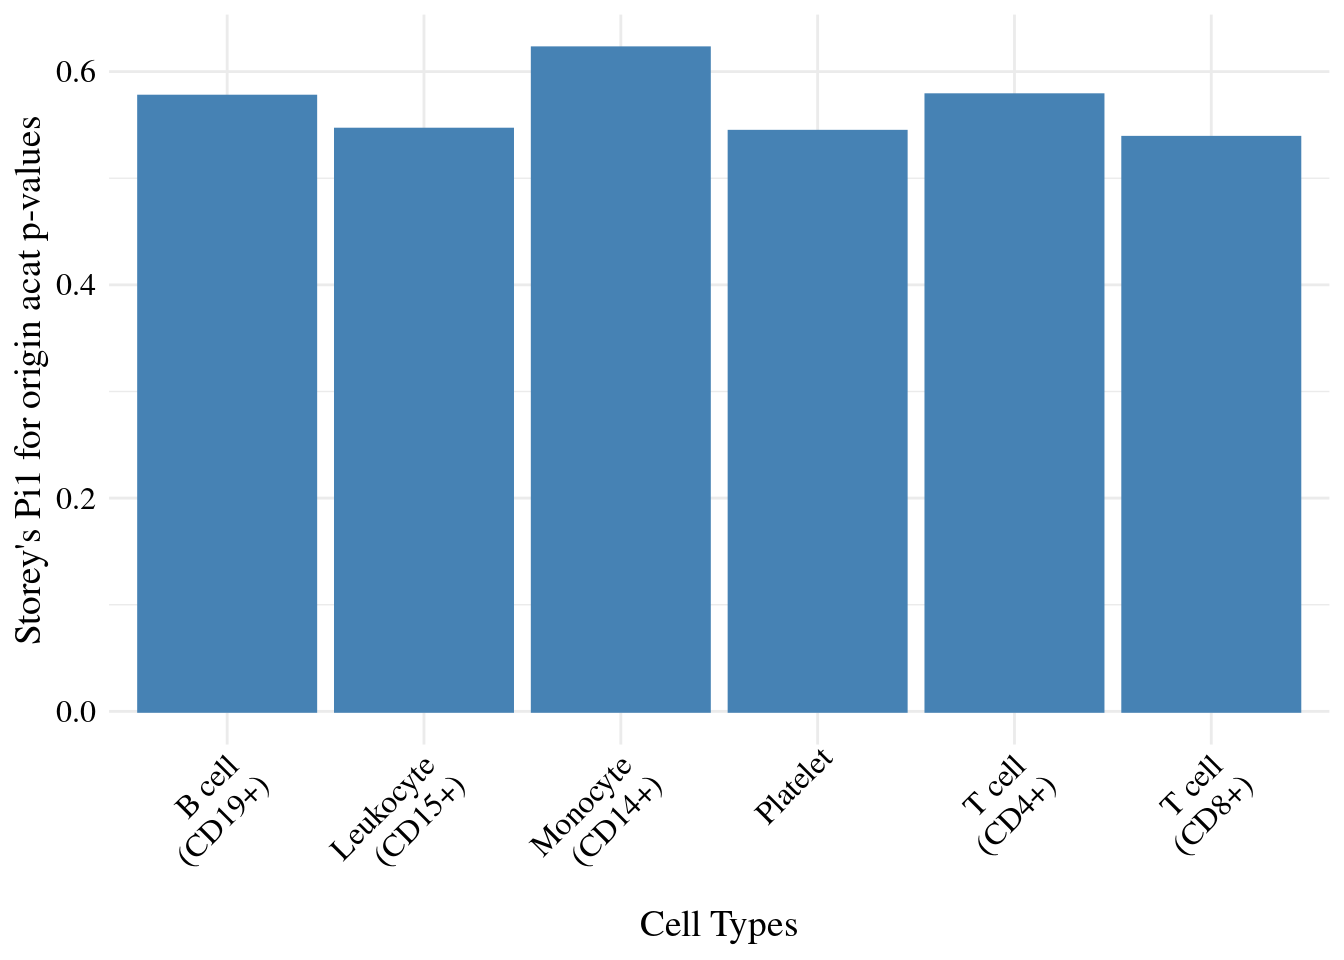 Storey's Pi1 for origin acat p-values
0.6
0.4
0.2
0.0
B cell
(CD19+)
Leukocyte
(CD15+)
Monocyte
(CD14+)
Platelet
T cell
(CD4+)
T cell
(CD8+)
Cell Types